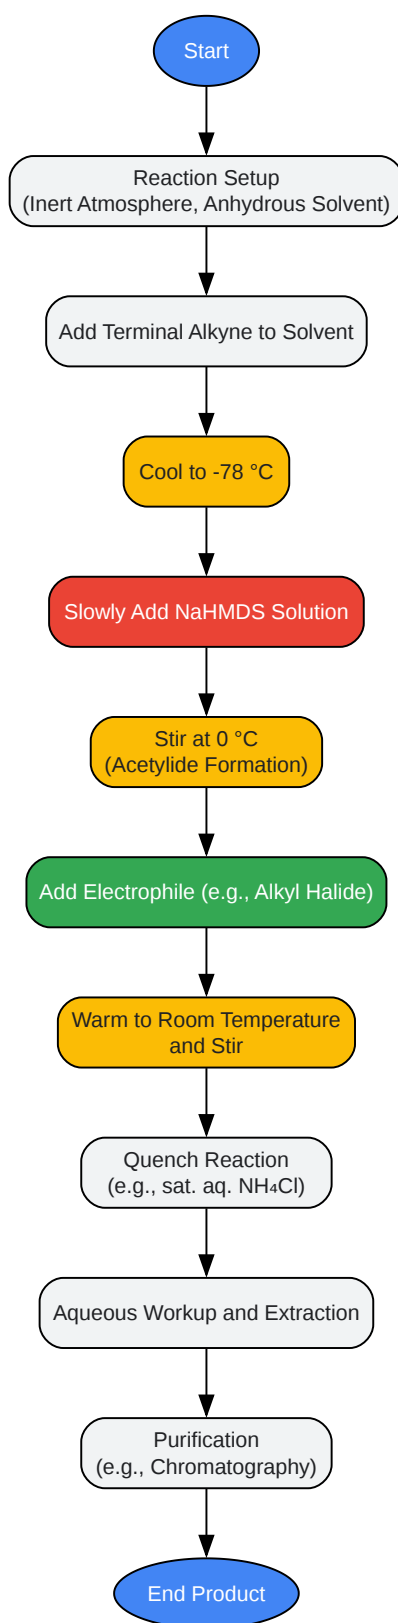 Start
Reaction Setup
(Inert Atmosphere, Anhydrous Solvent)
Add Terminal Alkyne to Solvent
Cool to -78 °C
Slowly Add NaHMDS Solution
Stir at 0 °C
(Acetylide Formation)
Add Electrophile (e.g., Alkyl Halide)
Warm to Room Temperature
and Stir
Quench Reaction
(e.g., sat. aq. NH₄Cl)
Aqueous Workup and Extraction
Purification
(e.g., Chromatography)
End Product